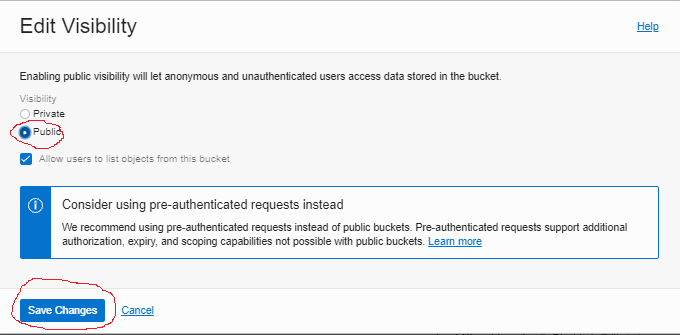 Edit Visibility
Help
Enabling public visibility will let anonymous and unauthenticated users access data stored in the bucket.
Visibility
Private
Public
Allow users to list objects from this bucket
Consider using pre-authenticated requests instead
We recommend using pre-authenticated requests instead of public buckets. Pre-authenticated requests support additional
authorization, expiry, and scoping capabilities not possible with public buckets. Learn more
Save Changes
Cancel